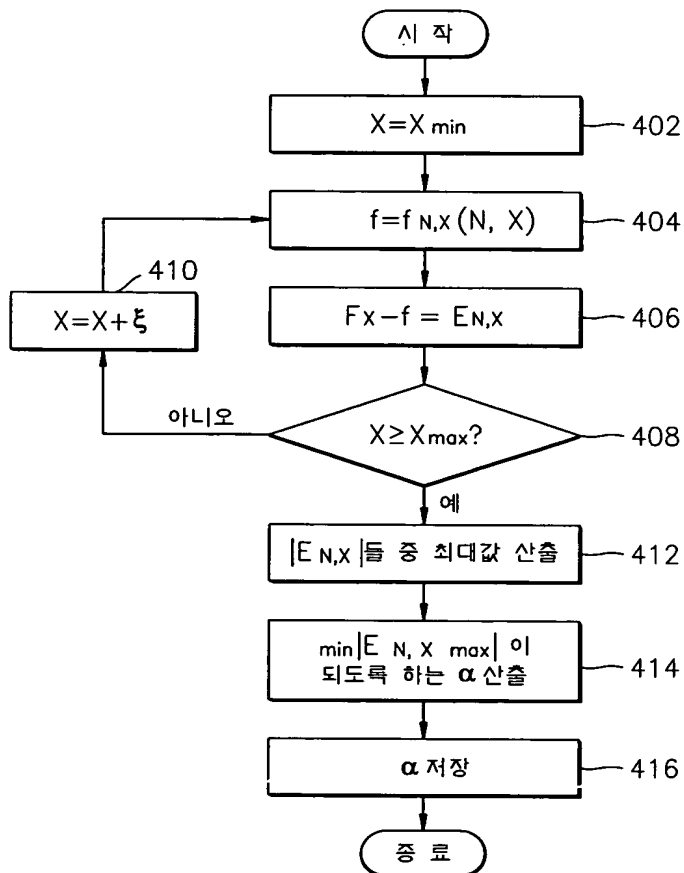 시 작
X=X min
402
f=f N,X (N, X)
404
410
X=X+ξ
FX-f = EN,X
406
아니오
X≥Xmax?
408
예
|E N,X|들 중 최대값 산출
412
min|E N, X max| 이
되도록 하는 α 산출
414
α 저장
416
종 료